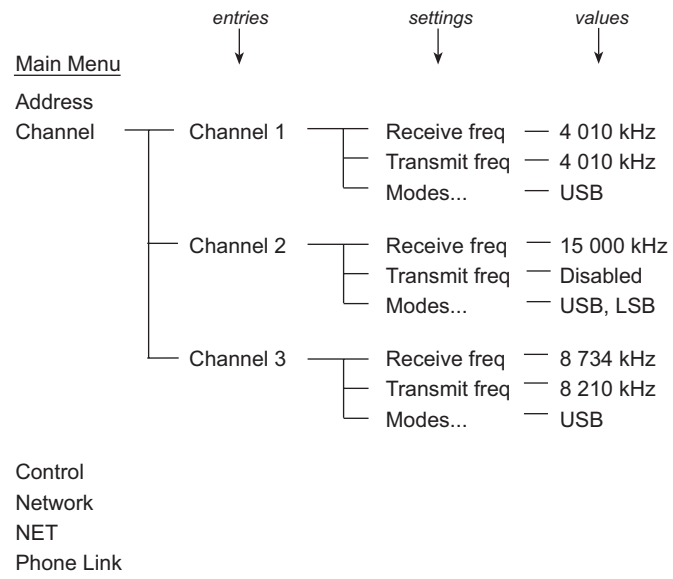 entries settings values
Main Menu
Address
Channel Channel 1 Receive freq 4 010 kHz
Transmit freq 4 010 kHz
Modes... USB
Channel 2 Receive freq 15 000 kHz
Transmit freq Disabled
Modes... USB, LSB
Channel 3 Receive freq 8 734 kHz
Transmit freq 8 210 kHz
Modes... USB
Control
Network
NET
Phone Link